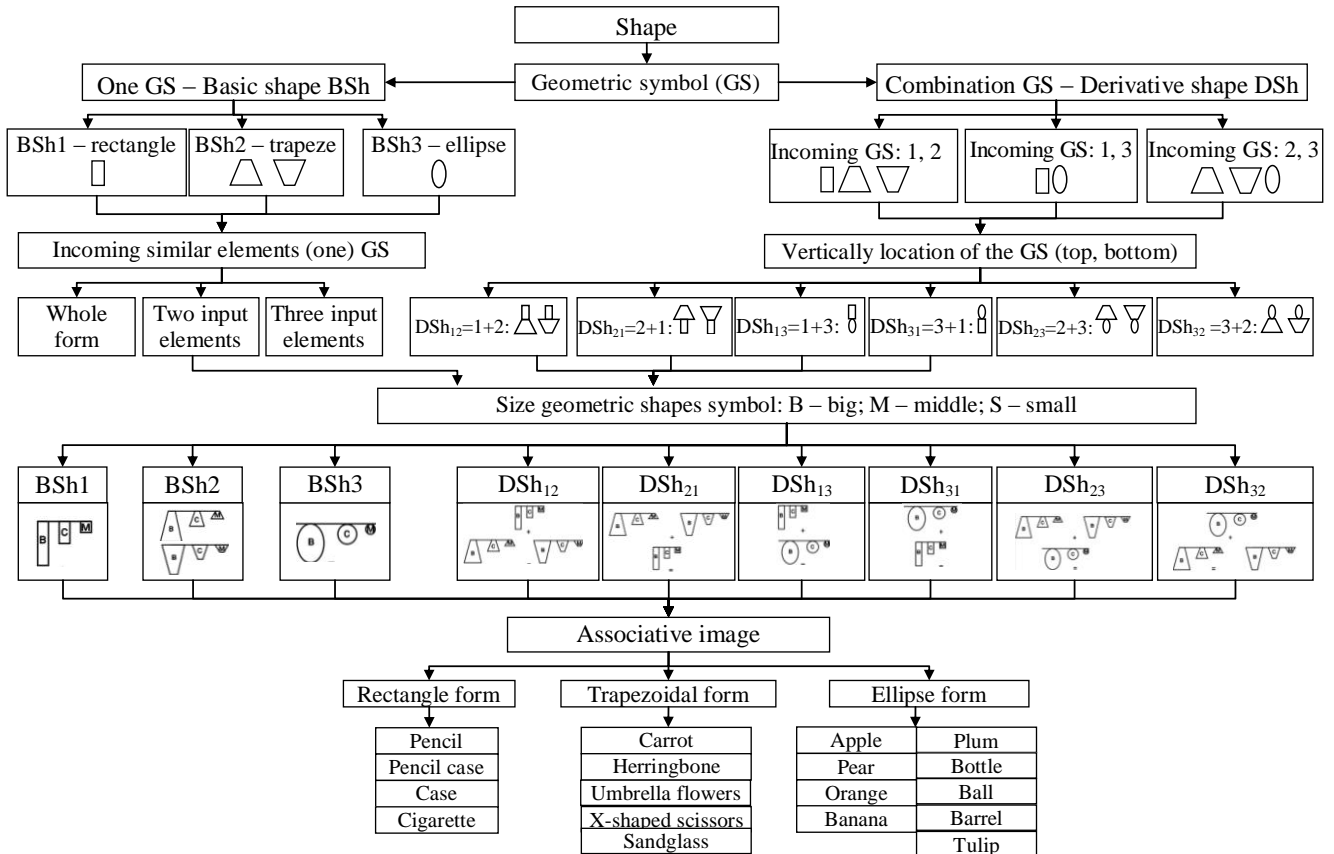 Shape
One GS – Basic shape BSh
Geometric symbol (GS)
Combination GS – Derivative shape DSh
BSh1 – rectangle
BSh2 – trapeze
BSh3 – ellipse
Incoming GS: 1, 2
Incoming GS: 1, 3
Incoming GS: 2, 3
Incoming similar elements (one) GS
Vertically location of the GS (top, bottom)
Whole
form
Two input
elements
Three input
elements
DSh₁₂=1+2:
DSh₂₁=2+1:
DSh₁₃=1+3:
DSh₃₁=3+1:
DSh₂₃=2+3:
DSh₃₂ =3+2:
Size geometric shapes symbol: B – big; M – middle; S – small
BSh1
BSh2
BSh3
DSh₁₂
DSh₂₁
DSh₁₃
DSh₃₁
DSh₂₃
DSh₃₂
B C M
B C M
B C M
B C M
Associative image
Rectangle form
Trapezoidal form
Ellipse form
Pencil
Pencil case
Case
Cigarette
Carrot
Herringbone
Umbrella flowers
X-shaped scissors
Sandglass
Apple
Pear
Orange
Banana
Plum
Bottle
Ball
Barrel
Tulip